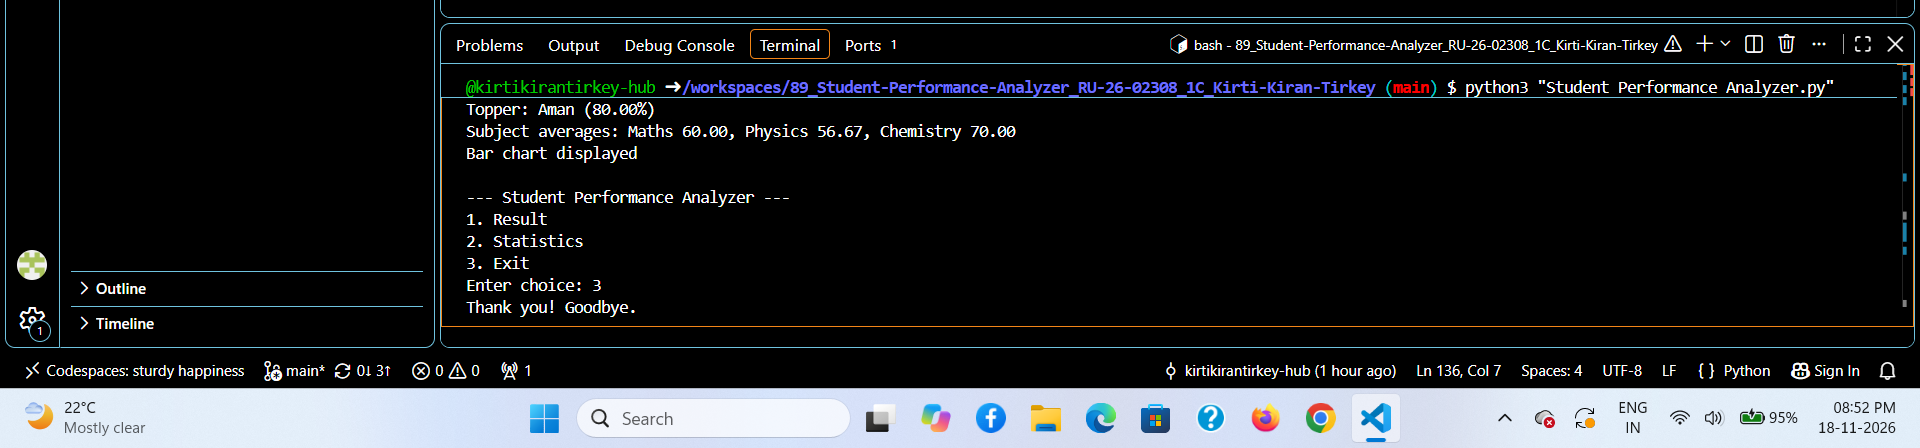 Problems Output Debug Console Terminal Ports 1
bash - 89_Student-Performance-Analyzer_RU-26-02308_1C_Kirti-Kiran-Tirkey
@kirtikirantirkey-hub ➜/workspaces/89_Student-Performance-Analyzer_RU-26-02308_1C_Kirti-Kiran-Tirkey (main) $ python3 "Student Performance Analyzer.py"
Topper: Aman (80.00%)
Subject averages: Maths 60.00, Physics 56.67, Chemistry 70.00
Bar chart displayed
--- Student Performance Analyzer ---
1. Result
2. Statistics
3. Exit
Enter choice: 3
Thank you! Goodbye.
Outline
1
Timeline
Codespaces: sturdy happiness main* 0↓ 3↑ 0 0 1 kirtikirantirkey-hub (1 hour ago) Ln 136, Col 7 Spaces: 4 UTF-8 LF { } Python Sign In
22°C
Mostly clear
Search
ENG
IN
95%
08:52 PM
18-11-2026